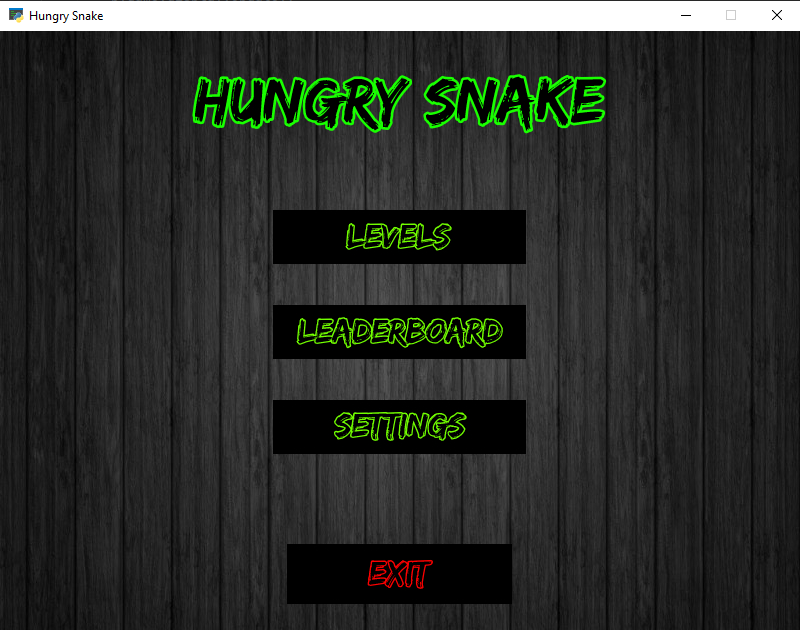 Hungry Snake
HUNGRY SNAKE
LEVELS
LEADERBOARD
SETTINGS
EXIT